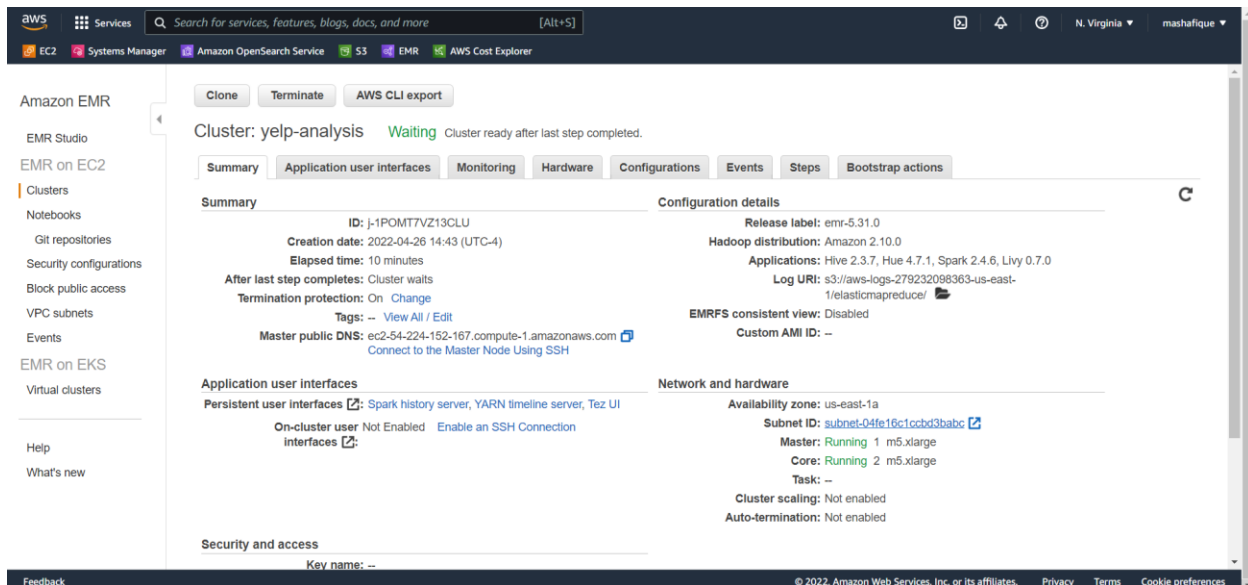 aws Services Search for services, features, blogs, docs, and more [Alt+S] N. Virginia ▼ mashafique ▼
EC2 Systems Manager Amazon OpenSearch Service S3 EMR AWS Cost Explorer
Amazon EMR
EMR Studio
EMR on EC2
Clusters
Notebooks
Git repositories
Security configurations
Block public access
VPC subnets
Events
EMR on EKS
Virtual clusters
Help
What's new
Clone Terminate AWS CLI export
Cluster: yelp-analysis Waiting Cluster ready after last step completed.
Summary Application user interfaces Monitoring Hardware Configurations Events Steps Bootstrap actions
Summary
ID: j-1POMT7VZ13CLU
Creation date: 2022-04-26 14:43 (UTC-4)
Elapsed time: 10 minutes
After last step completes: Cluster waits
Termination protection: On Change
Tags: -- View All / Edit
Master public DNS: ec2-54-224-152-167.compute-1.amazonaws.com
Connect to the Master Node Using SSH
Configuration details
Release label: emr-5.31.0
Hadoop distribution: Amazon 2.10.0
Applications: Hive 2.3.7, Hue 4.7.1, Spark 2.4.6, Livy 0.7.0
Log URI: s3://aws-logs-279232098363-us-east-
1/elasticmapreduce/
EMRFS consistent view: Disabled
Custom AMI ID: --
Application user interfaces
Persistent user interfaces : Spark history server, YARN timeline server, Tez UI
On-cluster user Not Enabled Enable an SSH Connection
interfaces :
Network and hardware
Availability zone: us-east-1a
Subnet ID: subnet-04fe16c1ccbd3babc
Master: Running 1 m5.xlarge
Core: Running 2 m5.xlarge
Task: --
Cluster scaling: Not enabled
Auto-termination: Not enabled
Security and access
Key name: --
Feedback © 2022, Amazon Web Services, Inc. or its affiliates. Privacy Terms Cookie preferences